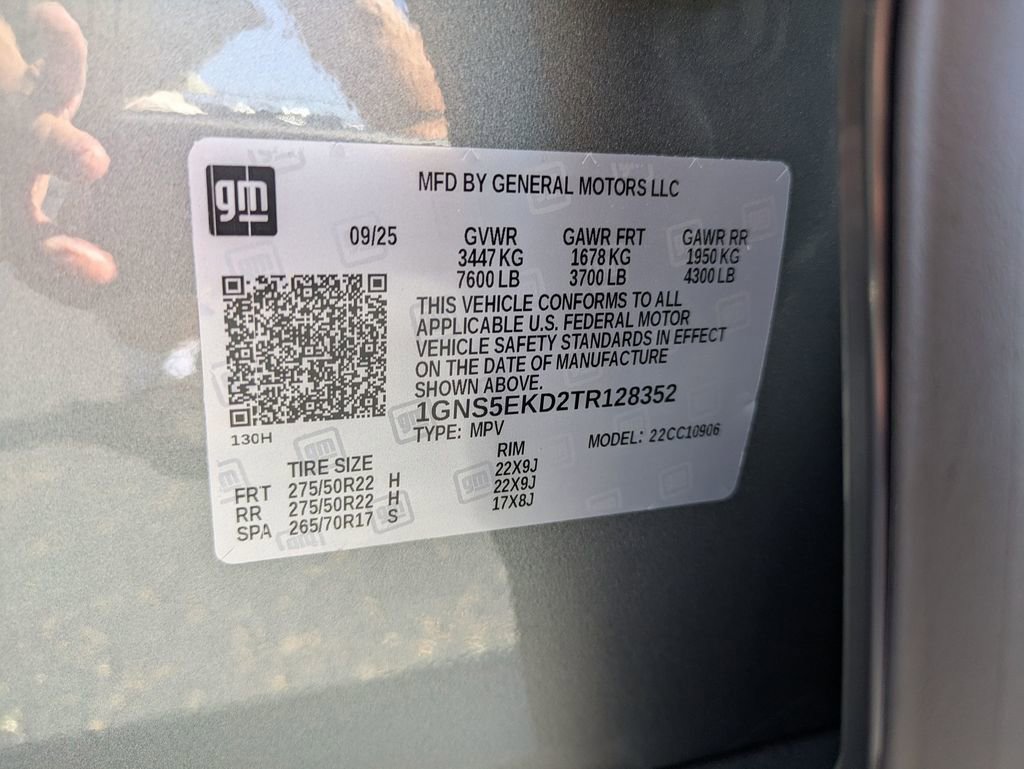 gm
MFD BY GENERAL MOTORS LLC
09/25
GVWR GAWR FRT GAWR RR
3447 KG 1678 KG 1950 KG
7600 LB 3700 LB 4300 LB
THIS VEHICLE CONFORMS TO ALL
APPLICABLE U.S. FEDERAL MOTOR
VEHICLE SAFETY STANDARDS IN EFFECT
ON THE DATE OF MANUFACTURE
SHOWN ABOVE.
1GNS5EKD2TR128352
130H
TYPE: MPV MODEL: 22CC10906
TIRE SIZE RIM
FRT 275/50R22 H 22X9J
RR 275/50R22 H 22X9J
SPA 265/70R17 S 17X8J